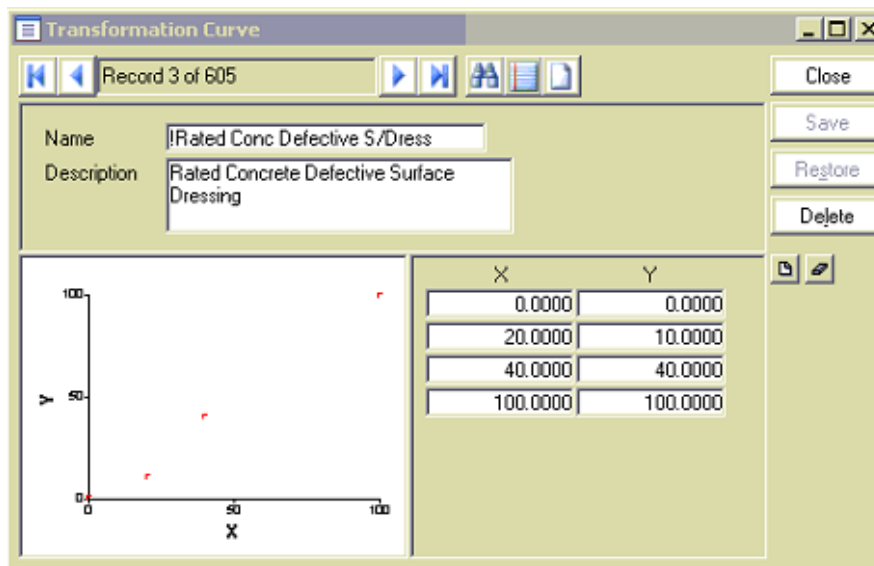 Transformation Curve
Record 3 of 605
Close
Save
Restore
Delete
Name
!Rated Conc Defective S/Dress
Description
Rated Concrete Defective Surface
Dressing
100
50
0
Y
0
50
100
X
X Y
0.0000 0.0000
20.0000 10.0000
40.0000 40.0000
100.0000 100.0000